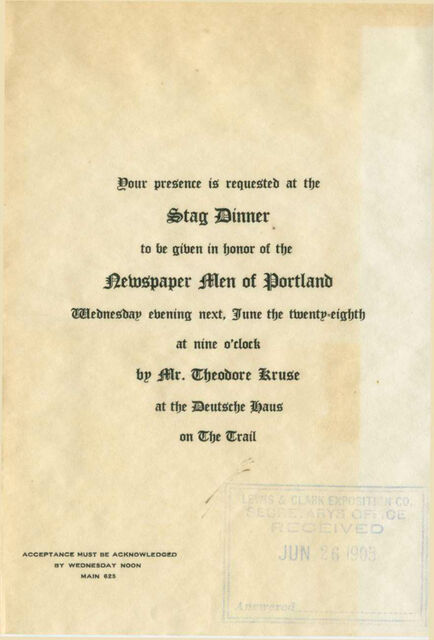 Your presence is requested at the
Stag Dinner
to be given in honor of the
Newspaper Men of Portland
Wednesday evening next, June the twenty-eighth
at nine o'clock
by Mr. Theodore Kruse
at the Deutsche Haus
on The Trail
LEWIS & CLARK EXPOSITION CO.
SECRETARY'S OFFICE
RECEIVED
JUN 26 1905
Answered
ACCEPTANCE MUST BE ACKNOWLEDGED
BY WEDNESDAY NOON
MAIN 625